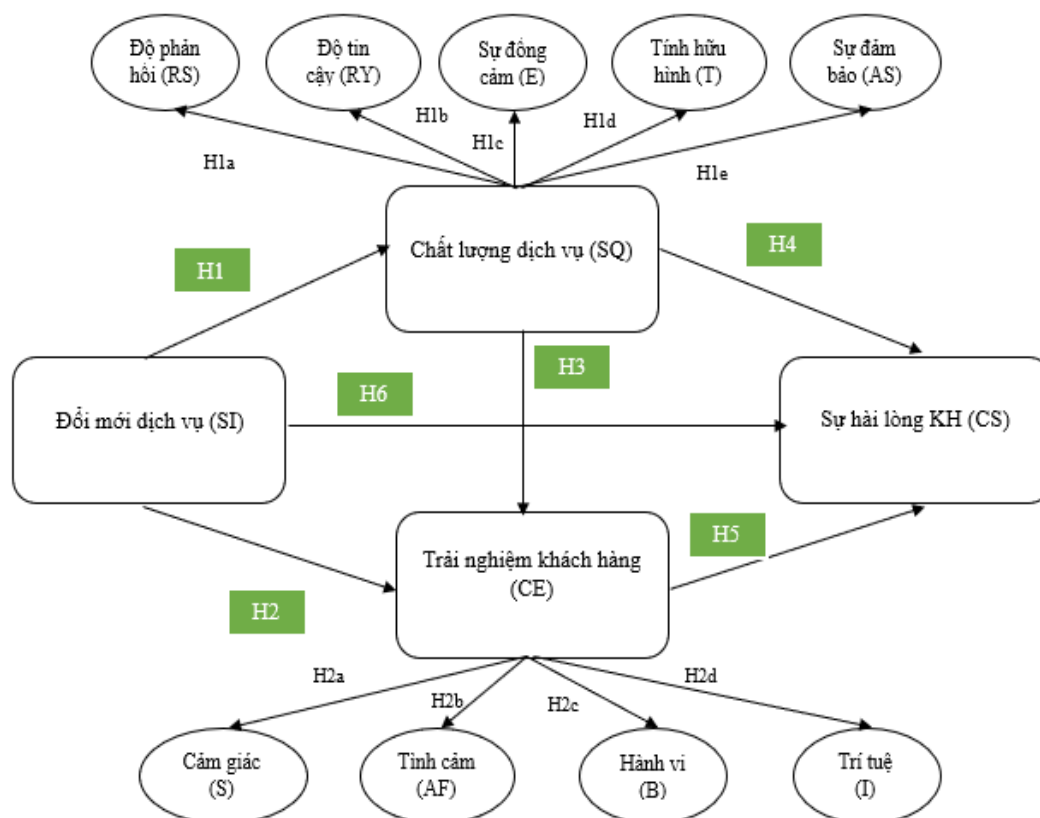 Độ phản
hồi (RS)
Độ tin
cậy (RY)
Sự đồng
cảm (E)
Tính hữu
hình (T)
Sự đảm
bảo (AS)
H1a
H1b
H1c
H1d
H1e
Chất lượng dịch vụ (SQ)
H1
H4
H3
H6
Đổi mới dịch vụ (SI)
Sự hài lòng KH (CS)
Trải nghiệm khách hàng
(CE)
H5
H2
H2a
H2b
H2c
H2d
Cảm giác
(S)
Tình cảm
(AF)
Hành vi
(B)
Trí tuệ
(I)